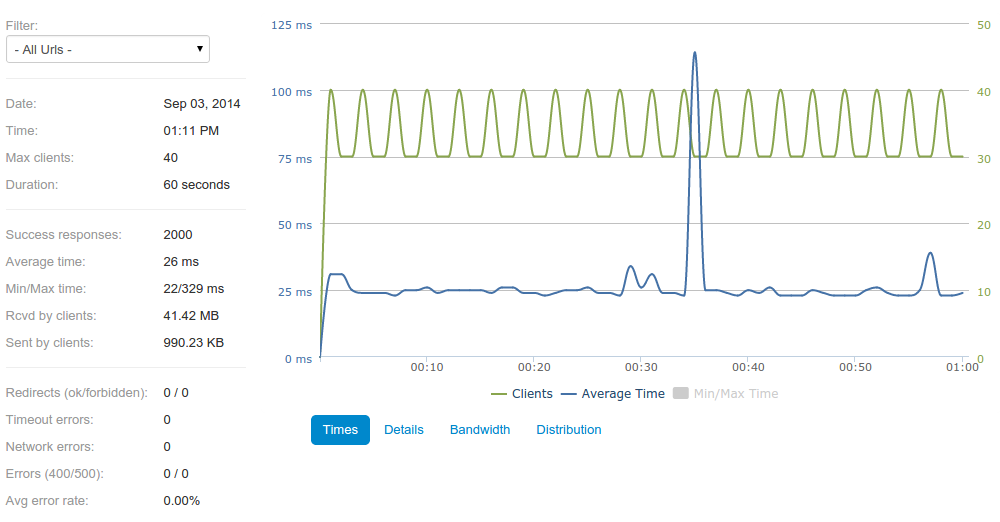 Filter:
- All Urls -
Date: Sep 03, 2014
Time: 01:11 PM
Max clients: 40
Duration: 60 seconds
Success responses: 2000
Average time: 26 ms
Min/Max time: 22/329 ms
Rcvd by clients: 41.42 MB
Sent by clients: 990.23 KB
Redirects (ok/forbidden): 0 / 0
Timeout errors: 0
Network errors: 0
Errors (400/500): 0 / 0
Avg error rate: 0.00%
125 ms 50
100 ms 40
75 ms 30
50 ms 20
25 ms 10
0 ms 0
00:10 00:20 00:30 00:40 00:50 01:00
Clients Average Time Min/Max Time
Times Details Bandwidth Distribution